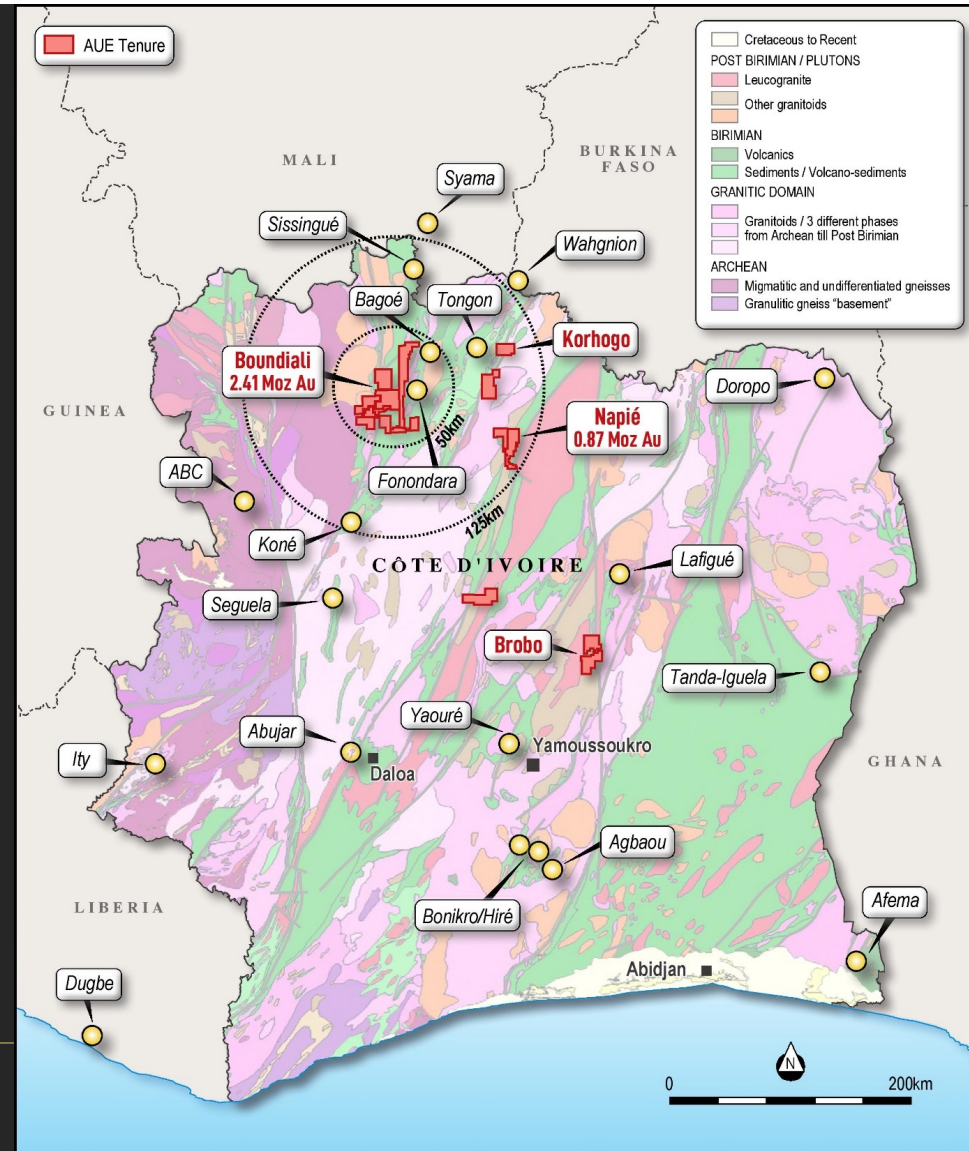 AUE Tenure
Cretaceous to Recent
POST BIRIMIAN / PLUTONS
Leucogranite
Other granitoids
BIRIMIAN
Volcanics
Sediments / Volcano-sediments
GRANITIC DOMAIN
Granitoids / 3 different phases
from Archean till Post Birimian
ARCHEAN
Migmatitic and undifferentiated gneisses
Granulitic gneiss "basement"
MALI
BURKINA
FASO
Syama
Sissingué
Wahgnion
Bagoé
Tongon
Korhogo
Boundiali
2.41 Moz Au
Doropo
GUINEA
Napié
0.87 Moz Au
50km
Fonondara
ABC
125km
Koné
CÔTE D'IVOIRE
Lafigué
Seguela
Brobo
Tanda-Iguela
Yaouré
Abujar
Yamoussoukro
Ity
Daloa
GHANA
Agbaou
Bonikro/Hiré
LIBERIA
Afema
Abidjan
Dugbe
N
0
200km